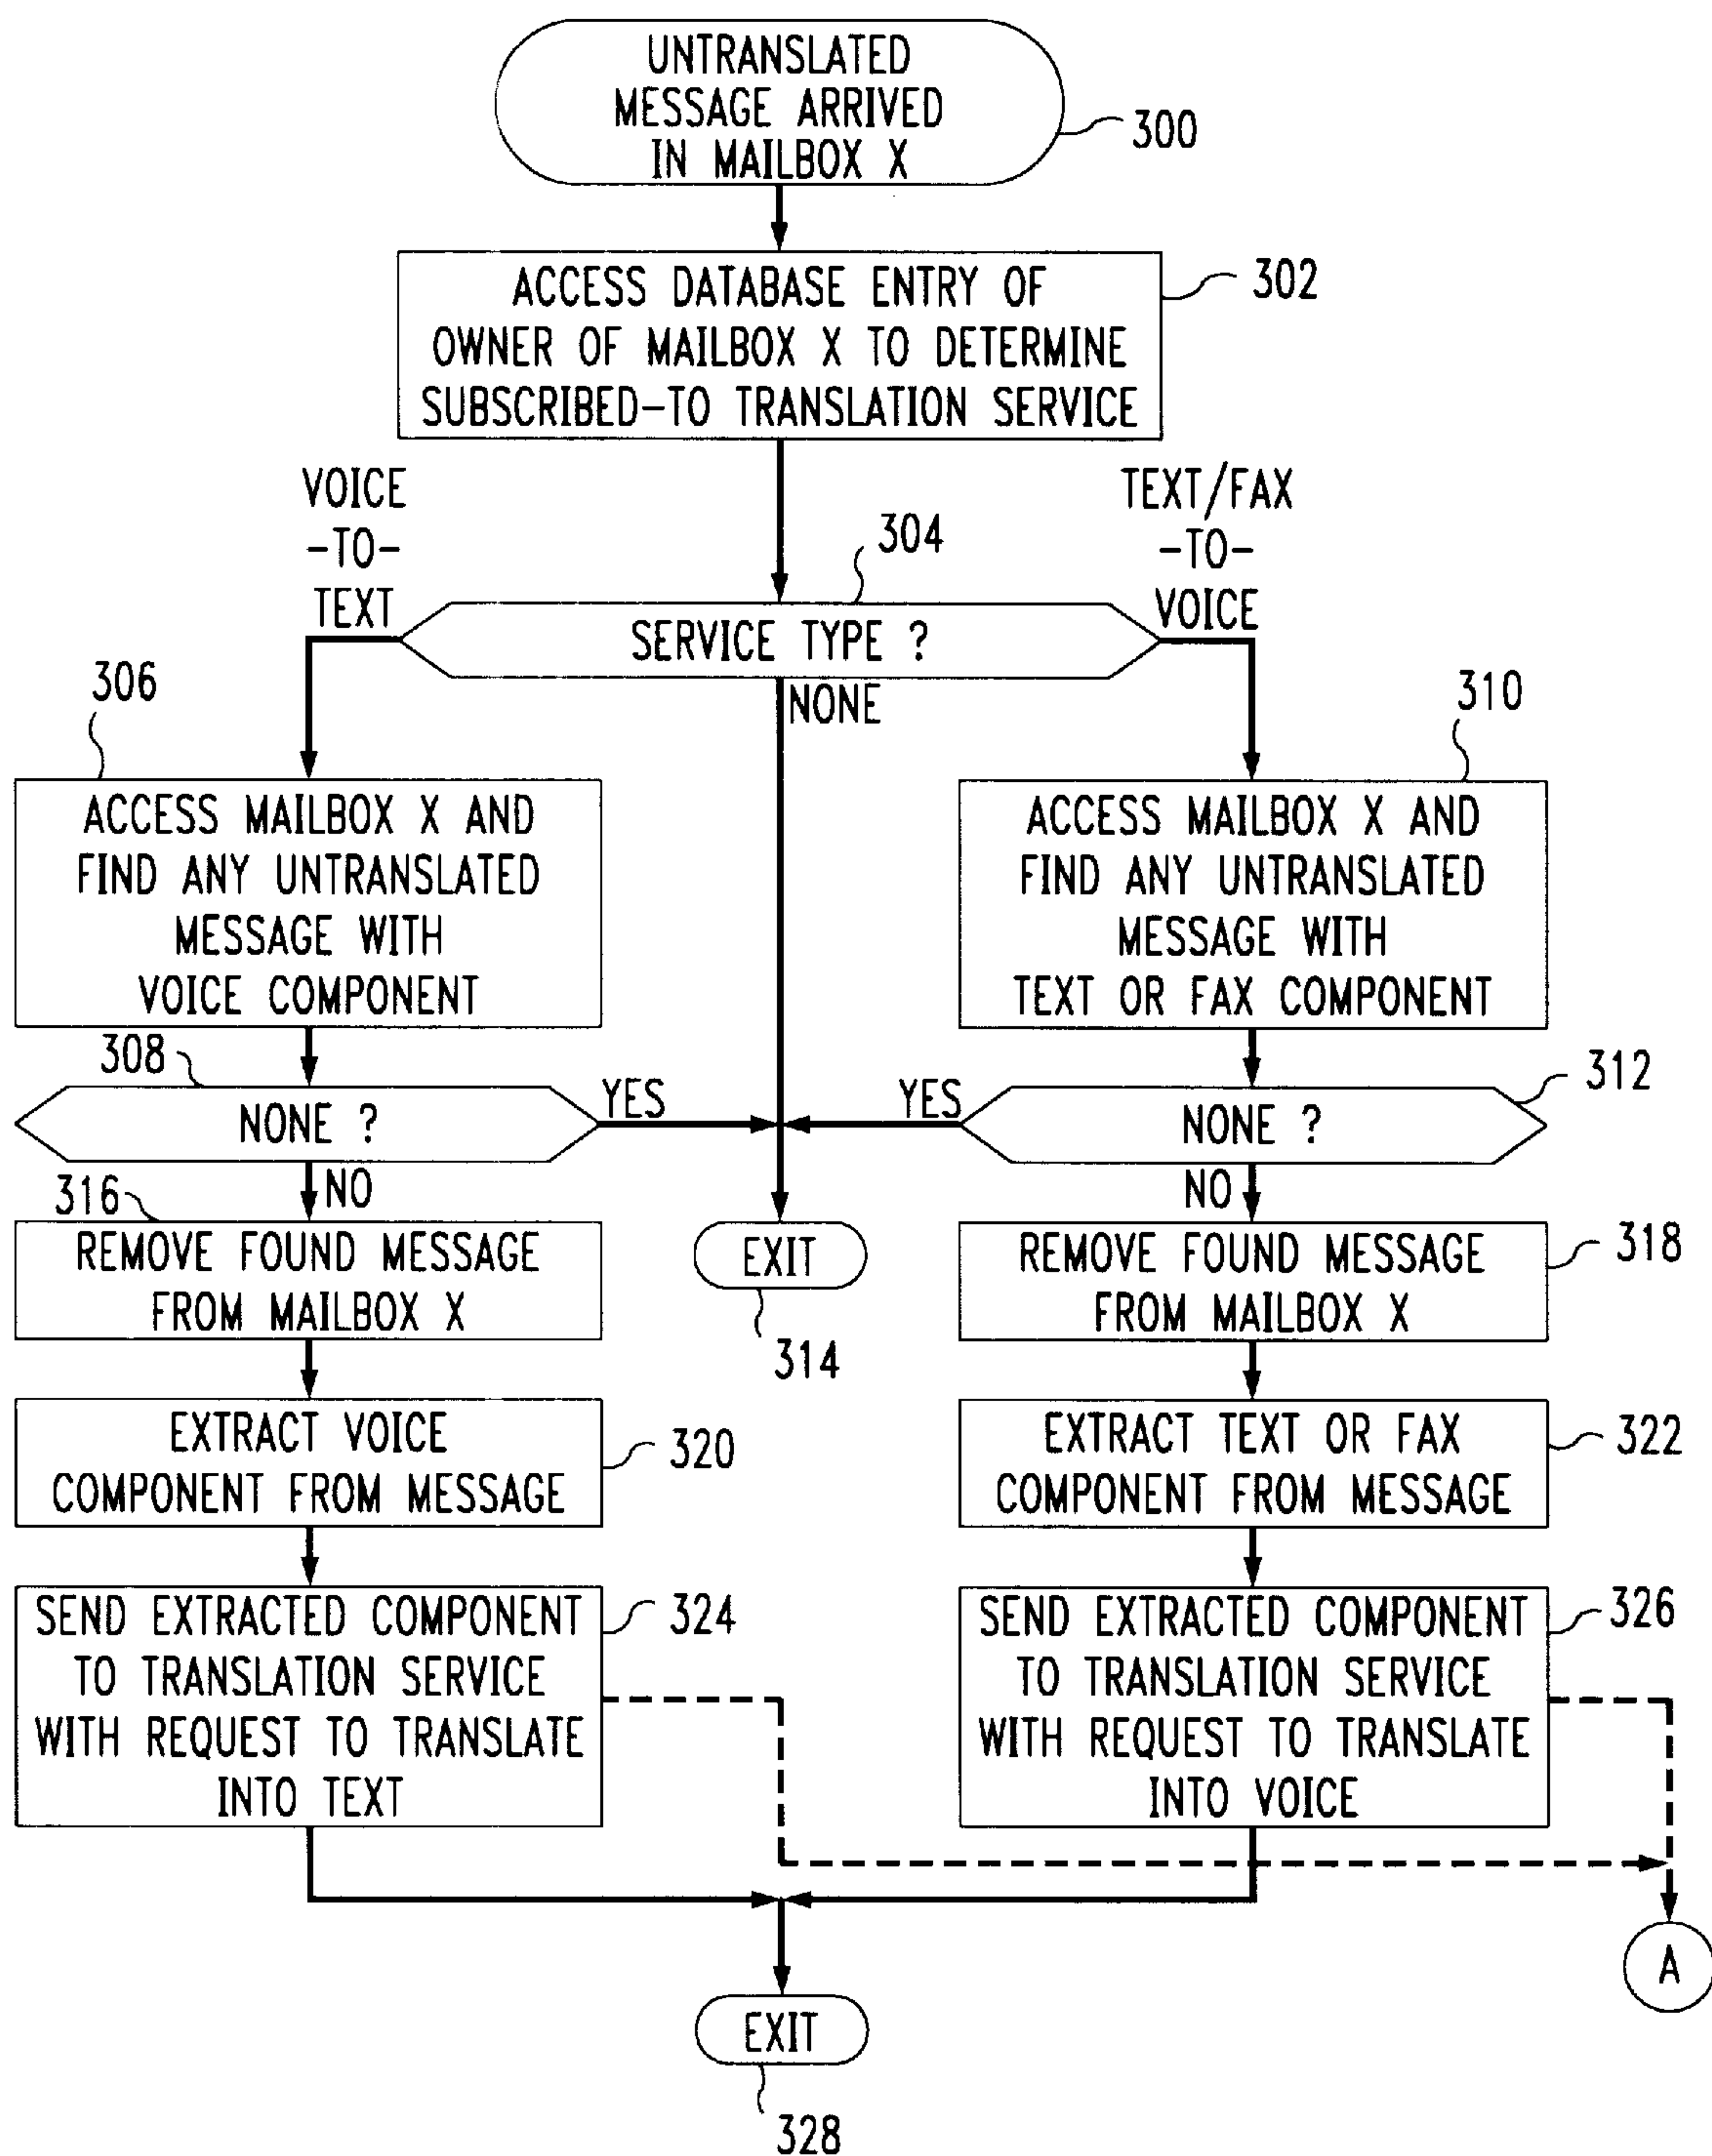 UNTRANSLATED
MESSAGE ARRIVED
IN MAILBOX X
300
ACCESS DATABASE ENTRY OF
OWNER OF MAILBOX X TO DETERMINE
SUBSCRIBED-TO TRANSLATION SERVICE
302
VOICE
-TO-
TEXT
304
TEXT/FAX
-TO-
VOICE
SERVICE TYPE ?
NONE
306
ACCESS MAILBOX X AND
FIND ANY UNTRANSLATED
MESSAGE WITH
VOICE COMPONENT
310
ACCESS MAILBOX X AND
FIND ANY UNTRANSLATED
MESSAGE WITH
TEXT OR FAX COMPONENT
308
NONE ?
YES
NO
YES
NONE ?
312
NO
316
REMOVE FOUND MESSAGE
FROM MAILBOX X
EXIT
314
REMOVE FOUND MESSAGE
FROM MAILBOX X
318
EXTRACT VOICE
COMPONENT FROM MESSAGE
320
EXTRACT TEXT OR FAX
COMPONENT FROM MESSAGE
322
SEND EXTRACTED COMPONENT
TO TRANSLATION SERVICE
WITH REQUEST TO TRANSLATE
INTO TEXT
324
SEND EXTRACTED COMPONENT
TO TRANSLATION SERVICE
WITH REQUEST TO TRANSLATE
INTO VOICE
326
A
EXIT
328